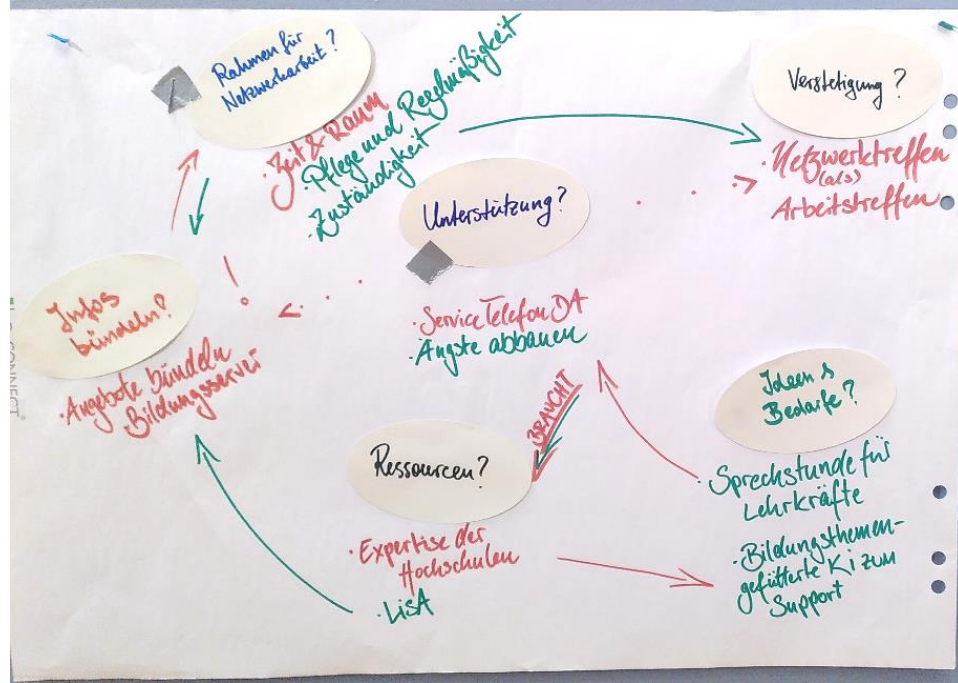 Rahmen für
Netzwerkarbeit?
· Zeit & Raum
· Pflege und Regelmäßigkeit
· Zuständigkeit
Verstetigung?
· Netzwerktreffen
(als)
Arbeitstreffen
Unterstützung?
· Service Telefon DA
· Ängste abbauen
!
Infos
bündeln?
· Angebote bündeln
· Bildungsserver
CONNECT
BRAUCHT
Ressourcen?
· Expertise der
Hochschulen
· LISA
Ideen &
Bedarfe?
· Sprechstunde für
Lehrkräfte
· Bildungsthemen-
gefütterte Ki zum
Support